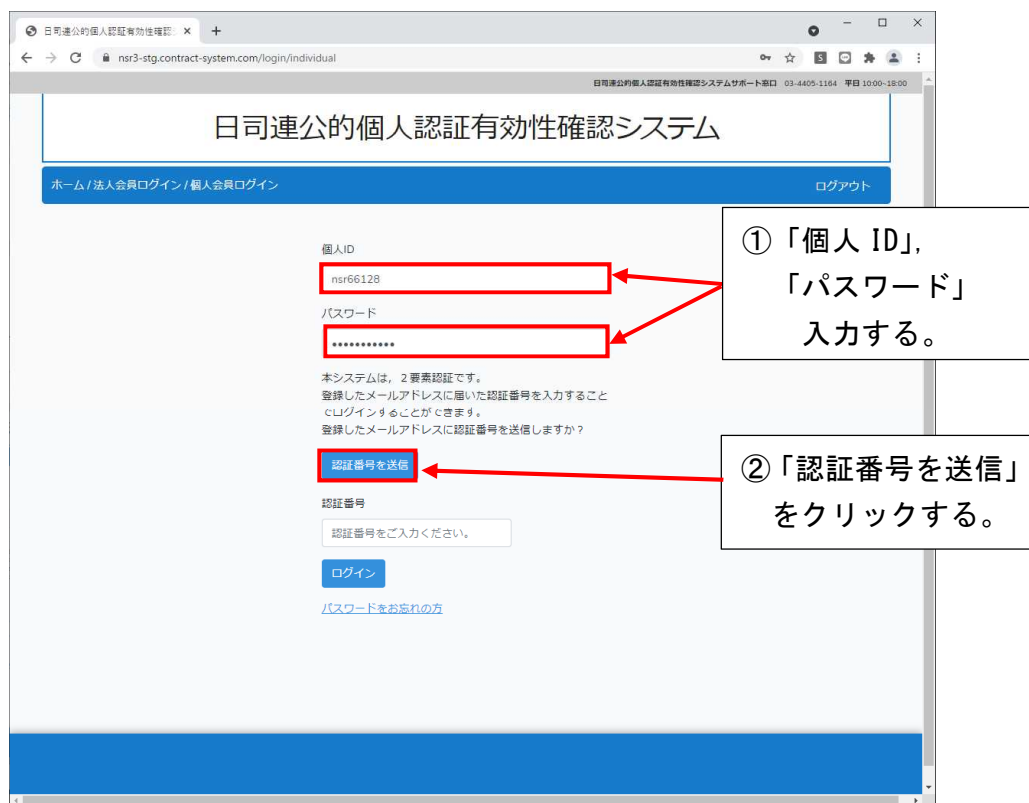 日司連公的個人認証有効性確認
nsr3-stg.contract-system.com/login/individual
日司連公的個人認証有効性確認システムサポート窓口 03-4405-1164 平日 10:00~18:00
日司連公的個人認証有効性確認システム
ホーム / 法人会員ログイン / 個人会員ログイン
ログアウト
個人ID
nsr66128
①「個人 ID」,
「パスワード」
入力する。
パスワード
•••••••••••
本システムは，２要素認証です。
登録したメールアドレスに届いた認証番号を入力すること
でログインすることができます。
登録したメールアドレスに認証番号を送信しますか？
認証番号を送信
②「認証番号を送信」
をクリックする。
認証番号
認証番号をご入力ください。
ログイン
パスワードをお忘れの方